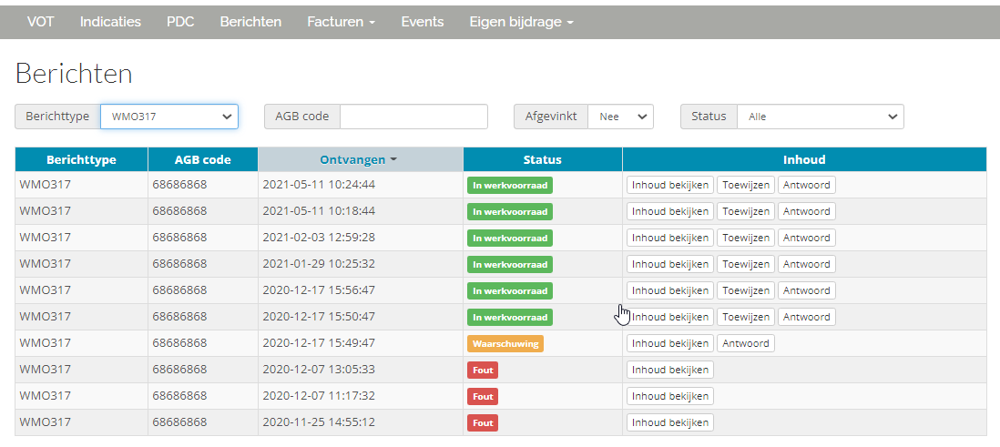 VOT Indicaties PDC Berichten Facturen Events Eigen bijdrage
Berichten
Berichttype WMO317 AGB code Afgevinkt Nee Status Alle
Berichttype AGB code Ontvangen Status Inhoud
WMO317 68686868 2021-05-11 10:24:44 In werkvoorraad Inhoud bekijken Toewijzen Antwoord
WMO317 68686868 2021-05-11 10:18:44 In werkvoorraad Inhoud bekijken Toewijzen Antwoord
WMO317 68686868 2021-02-03 12:59:28 In werkvoorraad Inhoud bekijken Toewijzen Antwoord
WMO317 68686868 2021-01-29 10:25:32 In werkvoorraad Inhoud bekijken Toewijzen Antwoord
WMO317 68686868 2020-12-17 15:56:47 In werkvoorraad Inhoud bekijken Toewijzen Antwoord
WMO317 68686868 2020-12-17 15:50:47 In werkvoorraad Inhoud bekijken Toewijzen Antwoord
WMO317 68686868 2020-12-17 15:49:47 Waarschuwing Inhoud bekijken Antwoord
WMO317 68686868 2020-12-07 13:05:33 Fout Inhoud bekijken
WMO317 68686868 2020-12-07 11:17:32 Fout Inhoud bekijken
WMO317 68686868 2020-11-25 14:55:12 Fout Inhoud bekijken